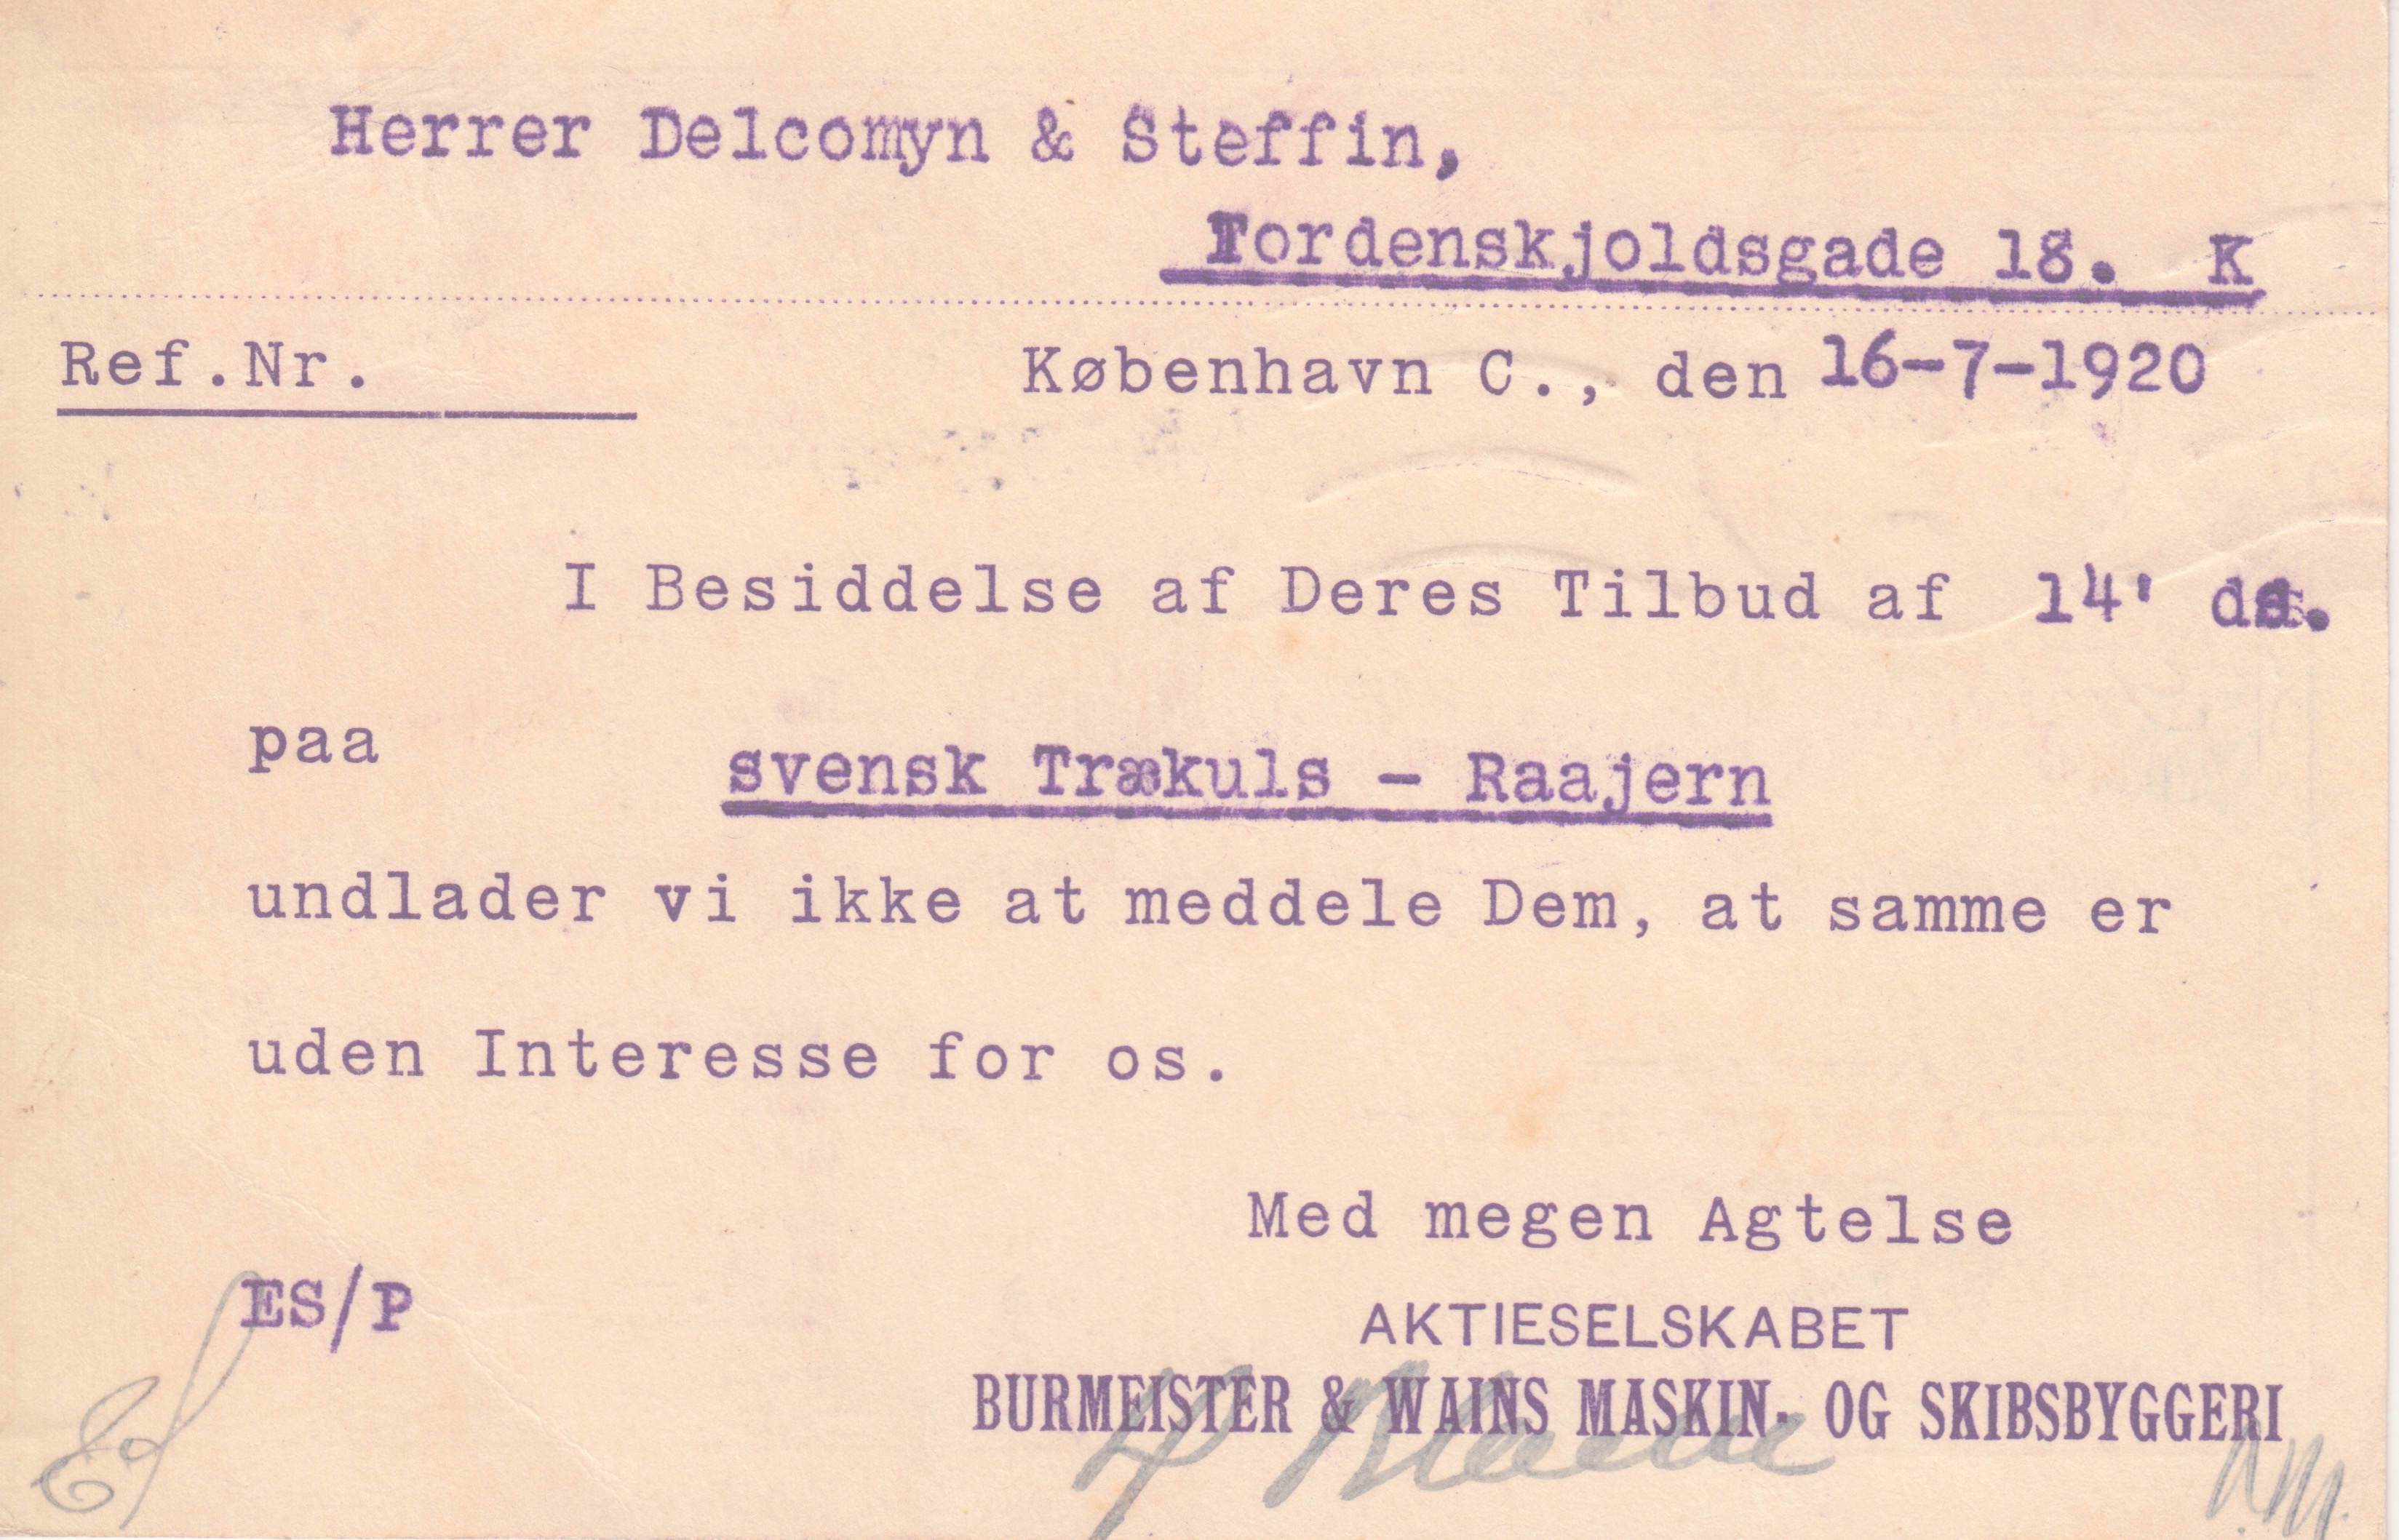 Herrer Delcomyn & Steffin,
Tordenskjoldsgade 18. K
Ref.Nr.
København C., den 16-7-1920
I Besiddelse af Deres Tilbud af 14' ds.
paa
svensk Trækuls - Raajern
undlader vi ikke at meddele Dem, at samme er
uden Interesse for os.
Med megen Agtelse
ES/P
AKTIESELSKABET
BURMEISTER & WAINS MASKIN- OG SKIBSBYGGERI